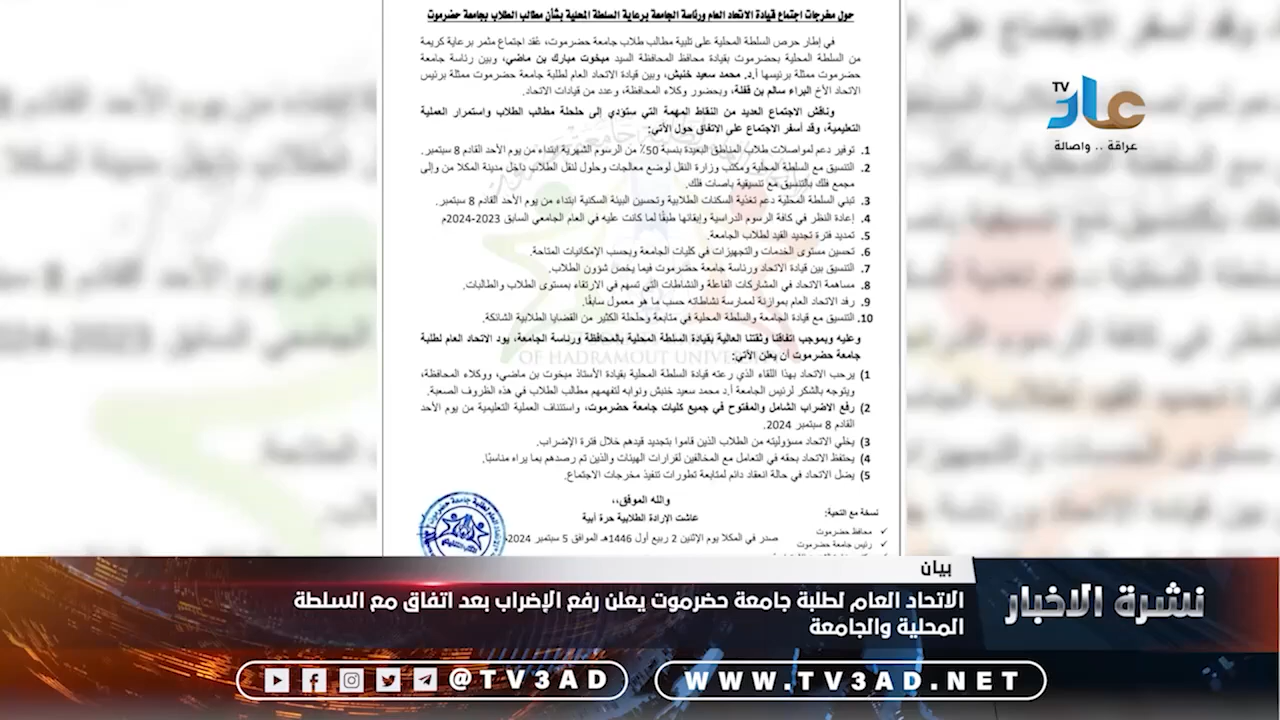 حول مخرجات اجتماع قيادة الاتحاد العام ورئاسة الجامعة برعاية السلطة المحلية بشأن مطالب الطلاب بجامعة حضرموت
في إطار حرص السلطة المحلية على تلبية مطالب طلاب جامعة حضرموت، عُقد اجتماع مثمر برعاية كريمة
من السلطة المحلية بحضرموت بقيادة محافظ المحافظة السيد مبخوت مبارك بن ماضي، وبين رئاسة جامعة
حضرموت ممثلة برئيسها أ.د. محمد سعيد خنبش، وبين قيادة الاتحاد العام لطلبة جامعة حضرموت ممثلة برئيس
الاتحاد الأخ البراء سالم بن قفلة، وبحضور وكلاء المحافظة، وعدد من قيادات الاتحاد.
وناقش الاجتماع العديد من النقاط المهمة التي ستؤدي إلى حلحلة مطالب الطلاب واستمرار العملية
التعليمية، وقد أسفر الاجتماع على الاتفاق حول الآتي:
1. توفير دعم لمواصلات طلاب المناطق البعيدة بنسبة 50٪ من الرسوم الشهرية ابتداءً من يوم الأحد القادم 8 سبتمبر.
2. التنسيق مع السلطة المحلية ومكتب وزارة النقل لوضع معالجات وحلول لنقل الطلاب داخل مدينة المكلا من وإلى
مجمع فلك بالتنسيق مع تنسيقية باصات فلك.
3. تبني السلطة المحلية دعم تغذية السكنات الطلابية وتحسين البيئة السكنية ابتداء من يوم الأحد القادم 8 سبتمبر.
4. إعادة النظر في كافة الرسوم الدراسية وإبقائها طبقًا لما كانت عليه في العام الجامعي السابق 2023-2024م
5. تمديد فترة تجديد القيد لطلاب الجامعة.
6. تحسين مستوى الخدمات والتجهيزات في كليات الجامعة وبحسب الإمكانيات المتاحة.
7. التنسيق بين قيادة الاتحاد ورئاسة جامعة حضرموت فيما يخص شؤون الطلاب.
8. مساهمة الاتحاد في المشاركات الفاعلة والنشاطات التي تسهم في الارتقاء بمستوى الطلاب والطالبات.
9. رفد الاتحاد العام بموازنة لممارسة نشاطاته حسب ما هو معمول سابقًا.
10. التنسيق مع قيادة الجامعة والسلطة المحلية في متابعة وحلحلة الكثير من القضايا الطلابية الشائكة.
وعليه وبموجب اتفاقنا وثقتنا العالية بقيادة السلطة المحلية بالمحافظة ورئاسة الجامعة، يود الاتحاد العام لطلبة
جامعة حضرموت أن يعلن الآتي:
OF HADRAMOUT UNIVE
1) يرحب الاتحاد بهذا اللقاء الذي رعته قيادة السلطة المحلية بقيادة الأستاذ مبخوت بن ماضي، ووكلاء المحافظة،
ويتوجه بالشكر لرئيس الجامعة أ.د محمد سعيد خنبش ونوابه لتفهمهم مطالب الطلاب في هذه الظروف الصعبة.
2) رفع الاضراب الشامل والمفتوح في جميع كليات جامعة حضرموت، واستئناف العملية التعليمية من يوم الأحد
القادم 8 سبتمبر 2024.
3) يخلي الاتحاد مسؤوليته من الطلاب الذين قاموا بتجديد قيدهم خلال فترة الإضراب.
4) يحتفظ الاتحاد بحقه في التعامل مع المخالفين لقرارات الهيئات والذين تم رصدهم بما يراه مناسبًا.
5) يضل الاتحاد في حالة انعقاد دائم لمتابعة تطورات تنفيذ مخرجات الاجتماع.
والله الموفق،،
عاشت الإرادة الطلابية حرة أبية
نسخة مع التحية:
✓ محافظ حضرموت
✓ رئيس جامعة حضرموت
صدر في المكلا يوم الإثنين 2 ربيع أول 1446هـ الموافق 5 سبتمبر 2024م
TV
عاد
عراقة .. واصالة
بيان
نشرة الاخبار
الاتحاد العام لطلبة جامعة حضرموت يعلن رفع الإضراب بعد اتفاق مع السلطة
المحلية والجامعة
@TV3AD
WWW.TV3AD.NET